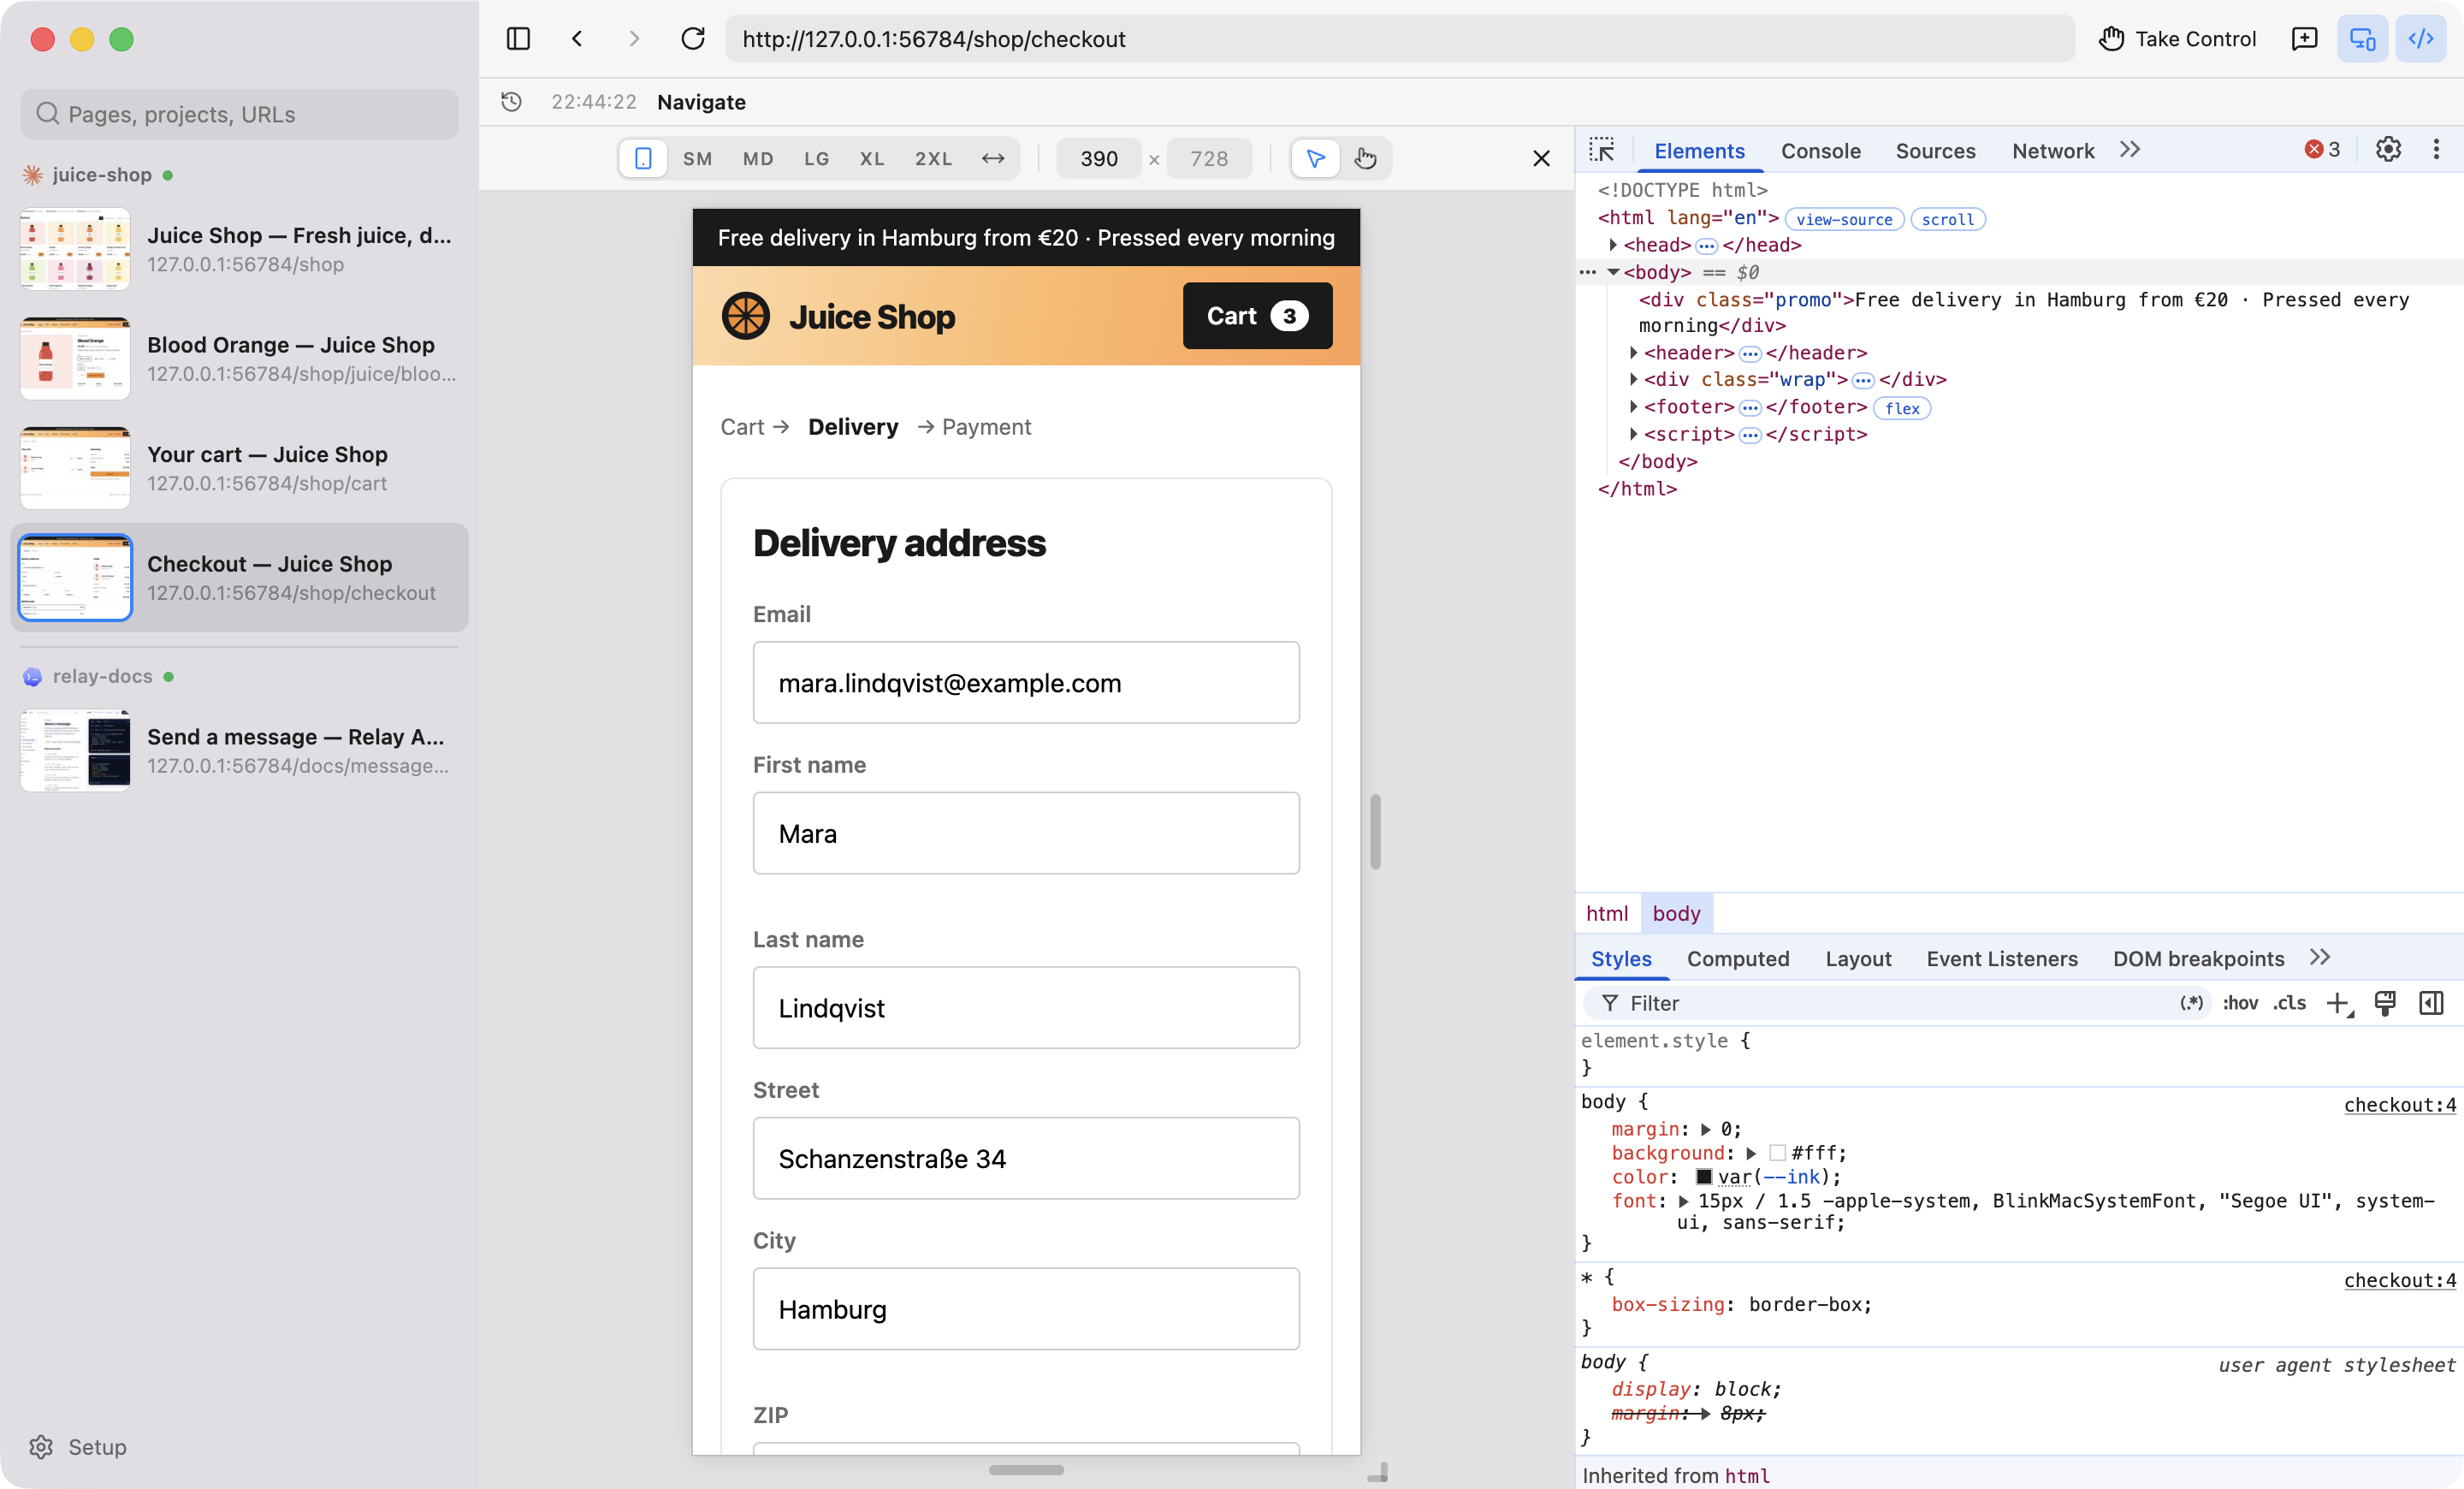 http://127.0.0.1:56784/shop/checkout
Take Control
22:44:22 Navigate
Pages, projects, URLs
juice-shop
Juice Shop — Fresh juice, d...
127.0.0.1:56784/shop
Blood Orange — Juice Shop
127.0.0.1:56784/shop/juice/bloo...
Your cart — Juice Shop
127.0.0.1:56784/shop/cart
Checkout — Juice Shop
127.0.0.1:56784/shop/checkout
relay-docs
Send a message — Relay A...
127.0.0.1:56784/docs/message...
Setup
SM MD LG XL 2XL 390 × 728
Free delivery in Hamburg from €20 · Pressed every morning
Juice Shop
Cart 3
Cart → Delivery → Payment
Delivery address
Email
mara.lindqvist@example.com
First name
Mara
Last name
Lindqvist
Street
Schanzenstraße 34
City
Hamburg
ZIP
Elements Console Sources Network 3
<!DOCTYPE html>
<html lang="en"> view-source scroll
<head> ••• </head>
••• <body> == $0
<div class="promo">Free delivery in Hamburg from €20 · Pressed every
morning</div>
<header> ••• </header>
<div class="wrap"> ••• </div>
<footer> ••• </footer> flex
<script> ••• </script>
</body>
</html>
html body
Styles Computed Layout Event Listeners DOM breakpoints
Filter (.*) :hov .cls
element.style {
}
body { checkout:4
margin: 0;
background: #fff;
color: var(--ink);
font: 15px / 1.5 -apple-system, BlinkMacSystemFont, "Segoe UI", system-
ui, sans-serif;
}
* { checkout:4
box-sizing: border-box;
}
body { user agent stylesheet
display: block;
margin: 8px;
}
Inherited from html